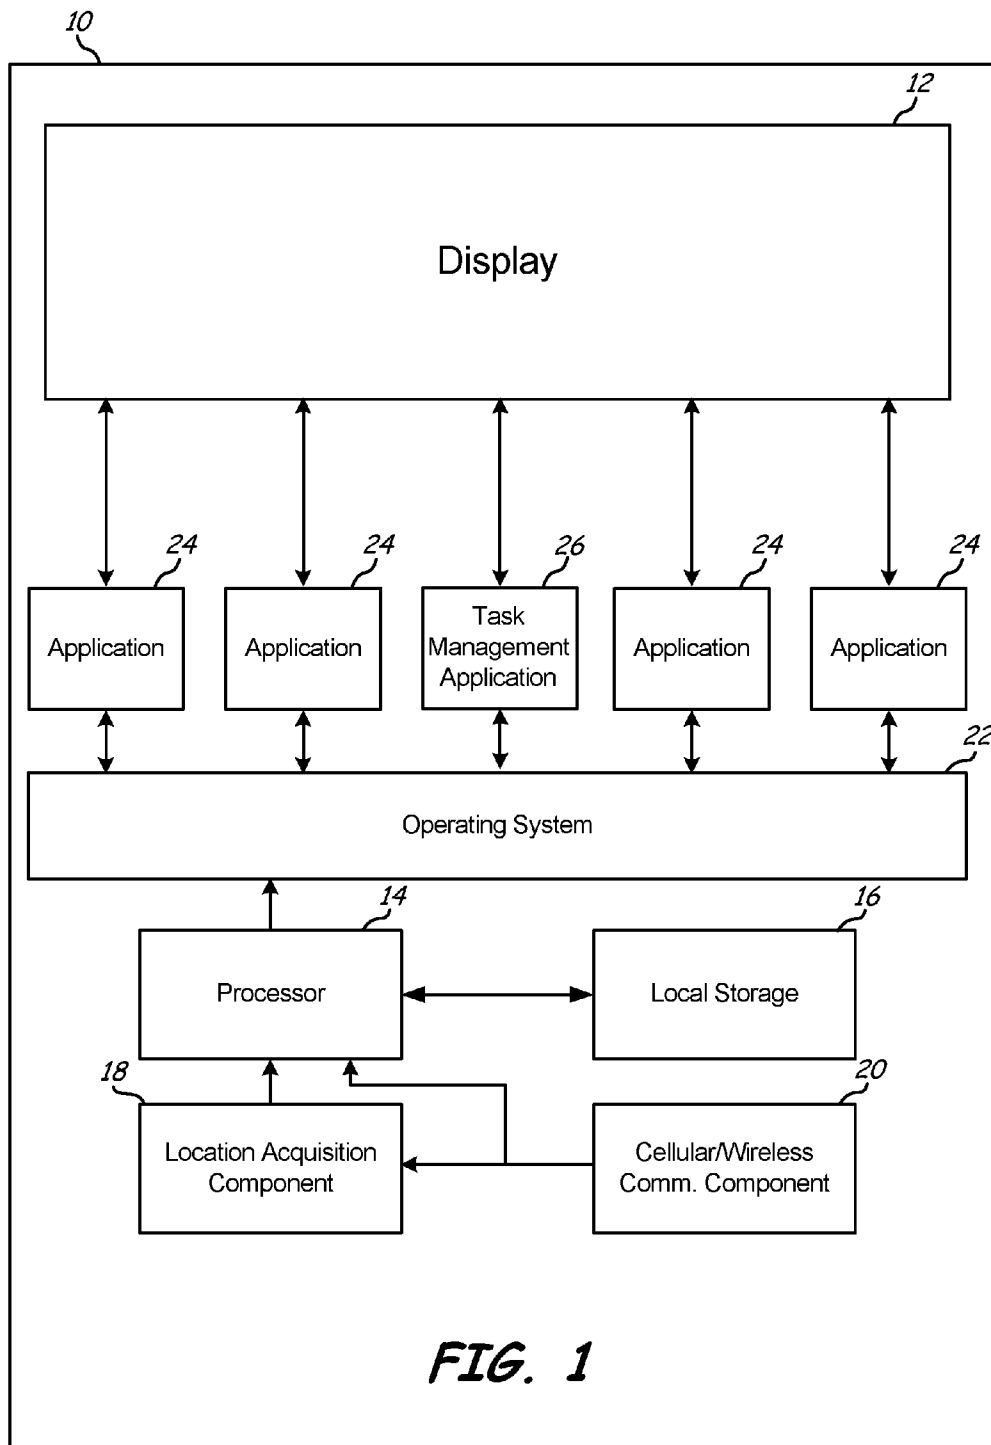 10
12
Display
24
24
26
24
24
Application
Application
Task
Management
Application
Application
Application
22
Operating System
14
16
Processor
Local Storage
18
20
Location Acquisition
Component
Cellular/Wireless
Comm. Component
FIG. 1